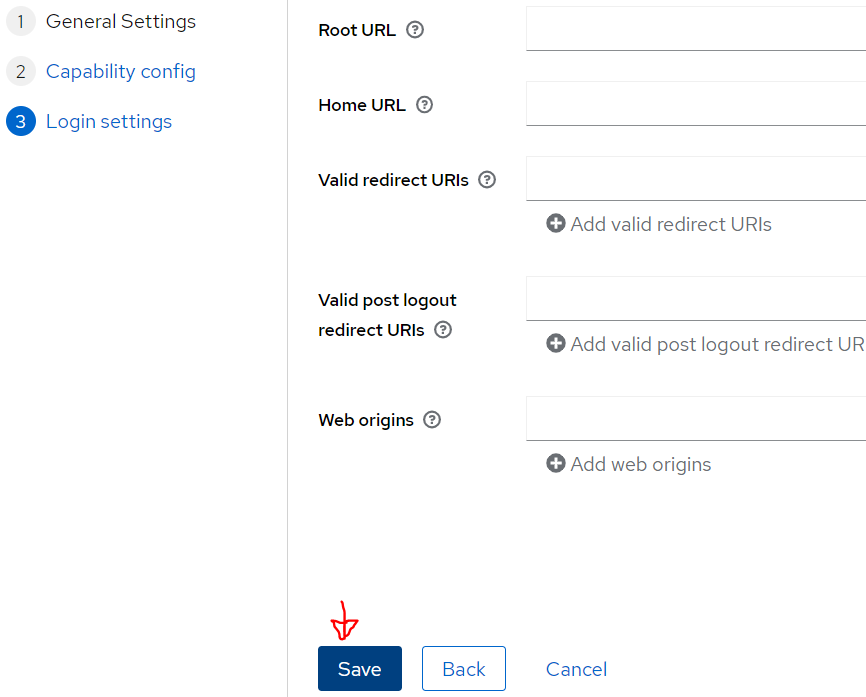 1 General Settings
2 Capability config
3 Login settings
Root URL ?
Home URL ?
Valid redirect URIs ?
Add valid redirect URIs
Valid post logout
redirect URIs ?
Add valid post logout redirect UR
Web origins ?
Add web origins
Save Back Cancel